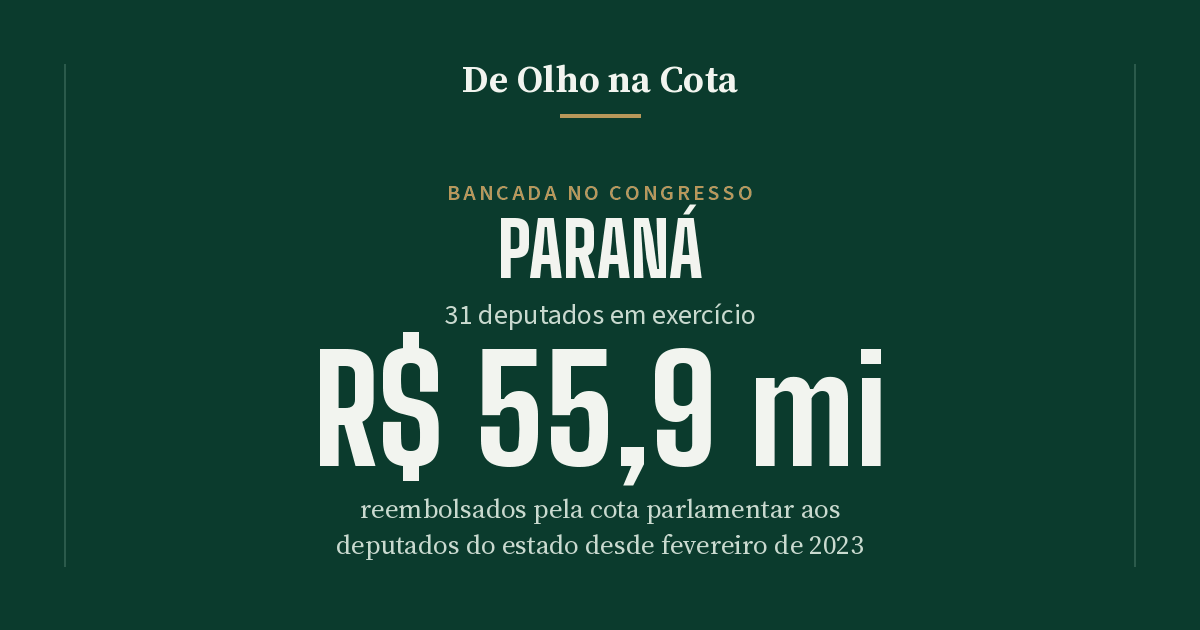 De Olho na Cota
BANCADA NO CONGRESSO
PARANÁ
31 deputados em exercício
R$ 55,9 mi
reembolsados pela cota parlamentar aos
deputados do estado desde fevereiro de 2023